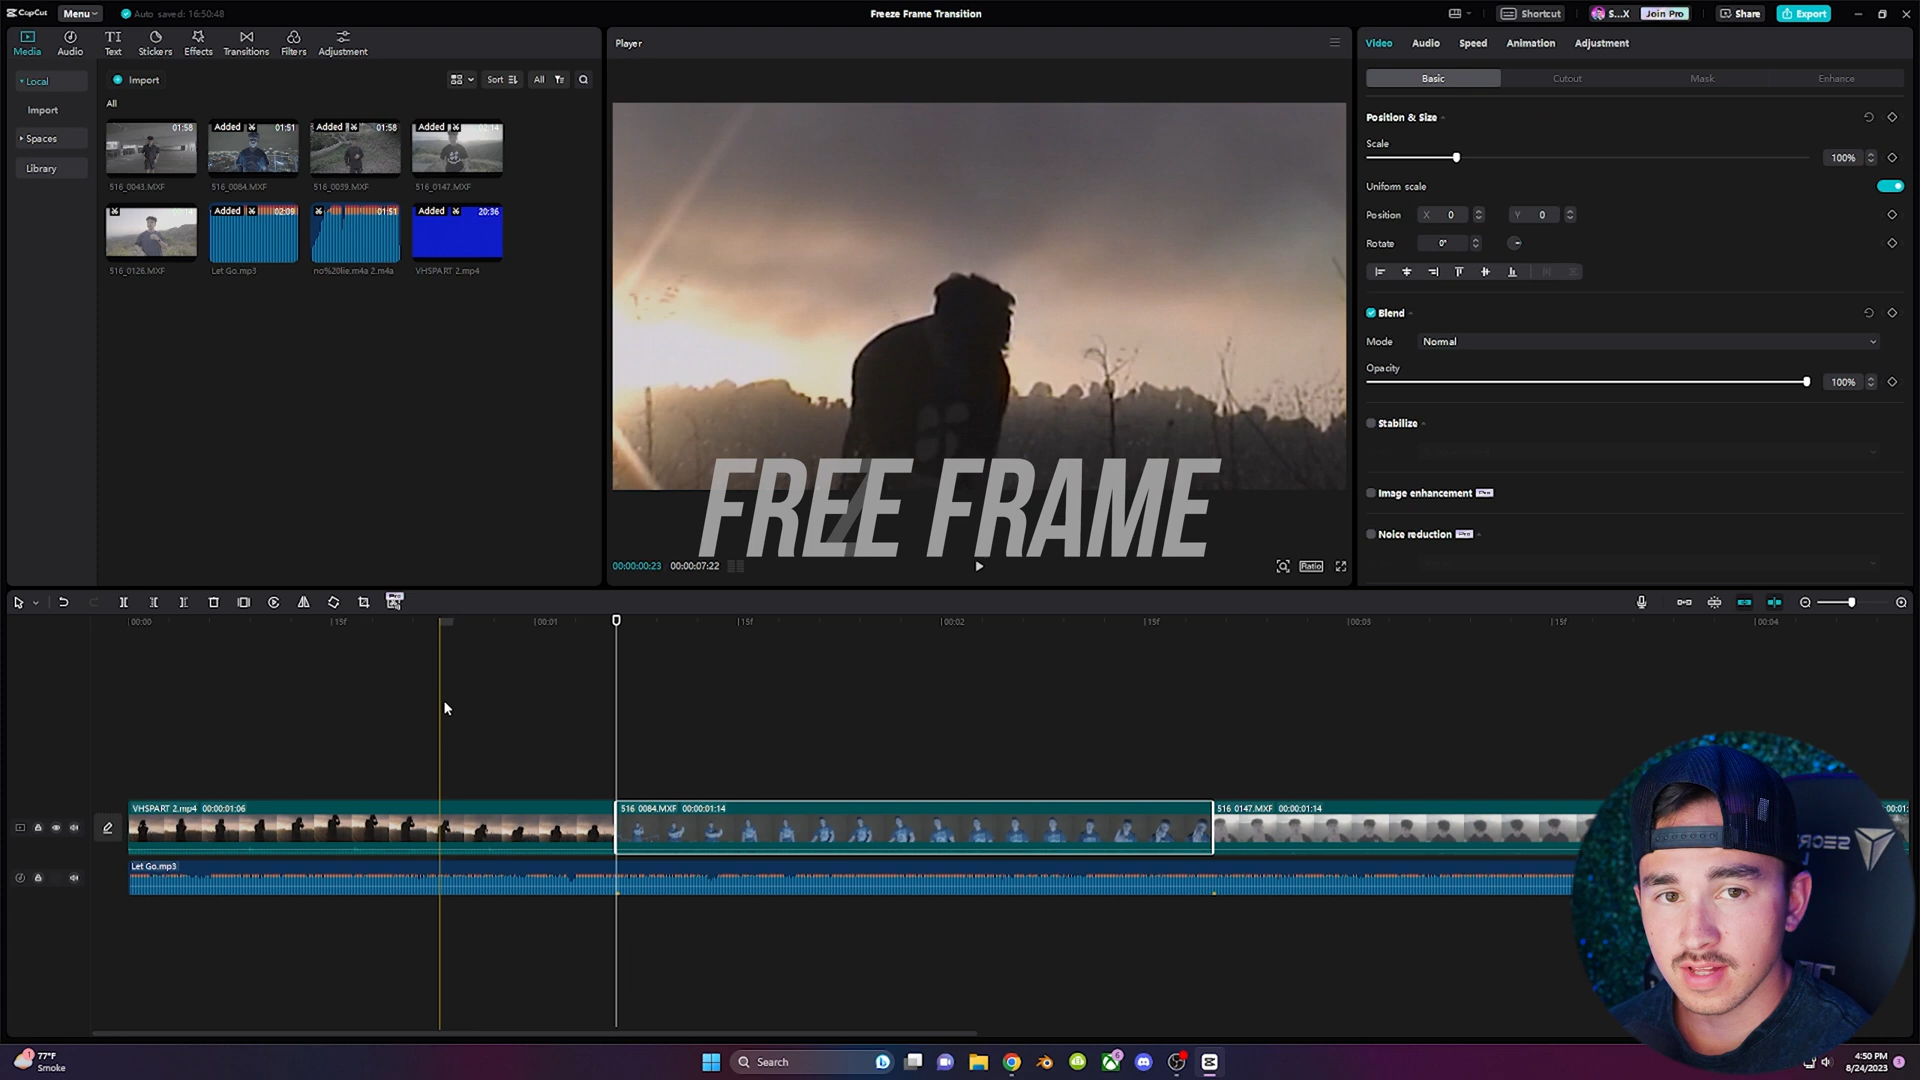 CapCut Menu Auto saved: 16:50:48 Freeze Frame Transition Shortcut S...X Join Pro Share Export
Media Audio Text Stickers Effects Transitions Filters Adjustment
Local
Import
Spaces
Library
Import Sort All
All
01:58 Added 01:51 Added 01:58 Added 02:14
516_0043.MXF 516_0084.MXF 516_0039.MXF 516_0147.MXF
Added 02:09 01:51 Added 20:36
516_0126.MXF Let Go.mp3 no%20lie.m4a 2.m4a VHSPART 2.mp4
Player
FREE FRAME
00:00:00:23 00:00:07:22 Ratio
Video Audio Speed Animation Adjustment
Basic Cutout Mask Enhance
Position & Size
Scale
100%
Uniform scale
Position X 0 Y 0
Rotate 0°
Blend
Mode Normal
Opacity
100%
Stabilize
Image enhancement Pro
Noice reduction Pro
Pro
00:00 15f 00:01 15f 00:02 15f 00:03 15f 00:04
VHSPART 2.mp4 00:00:01:06 516_0084.MXF 00:00:01:14 516_0147.MXF 00:00:01:14
Let Go.mp3
77°F
Smoke
Search
4:50 PM
8/24/2023